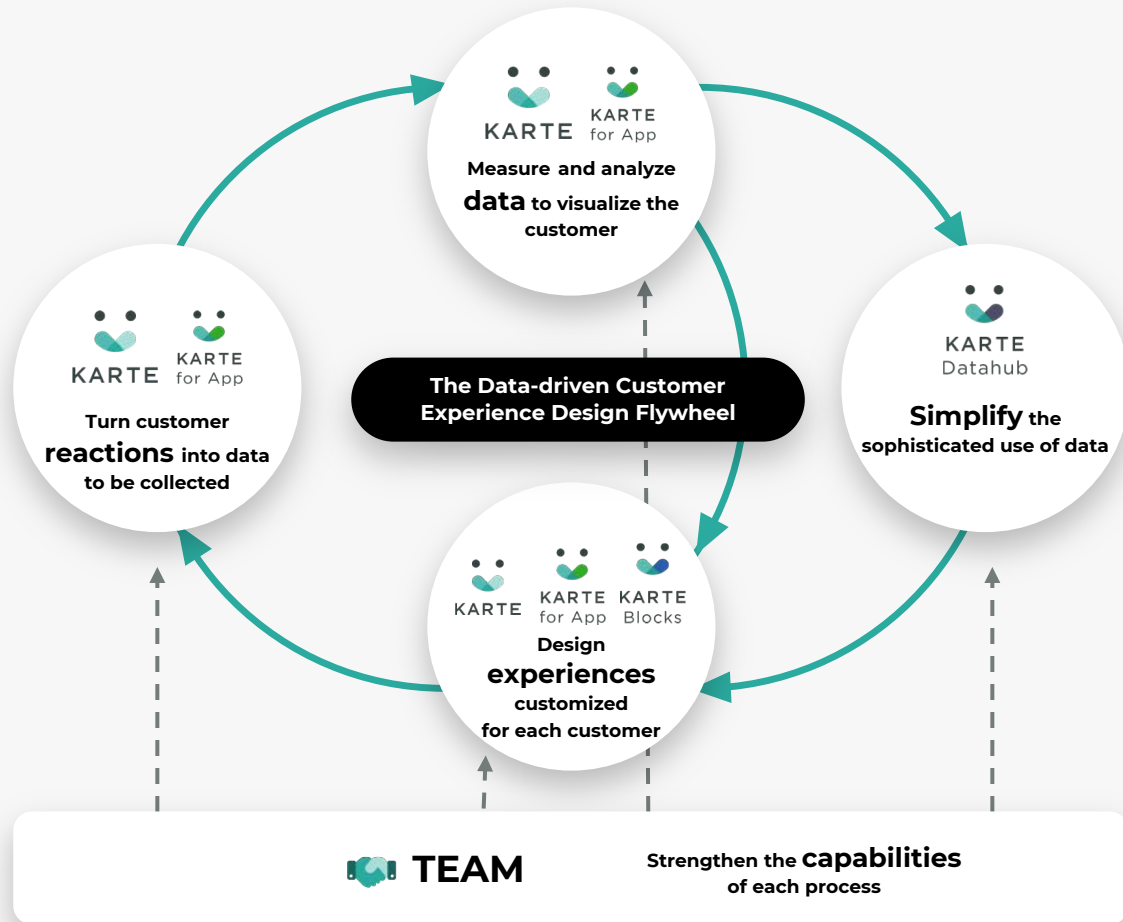 KARTE
KARTE
for App
Measure and analyze
data to visualize the
customer
KARTE
KARTE
for App
Turn customer
reactions into data
to be collected
The Data-driven Customer
Experience Design Flywheel
KARTE
Datahub
Simplify the
sophisticated use of data
KARTE
KARTE
for App
KARTE
Blocks
Design
experiences
customized
for each customer
TEAM
Strengthen the capabilities
of each process